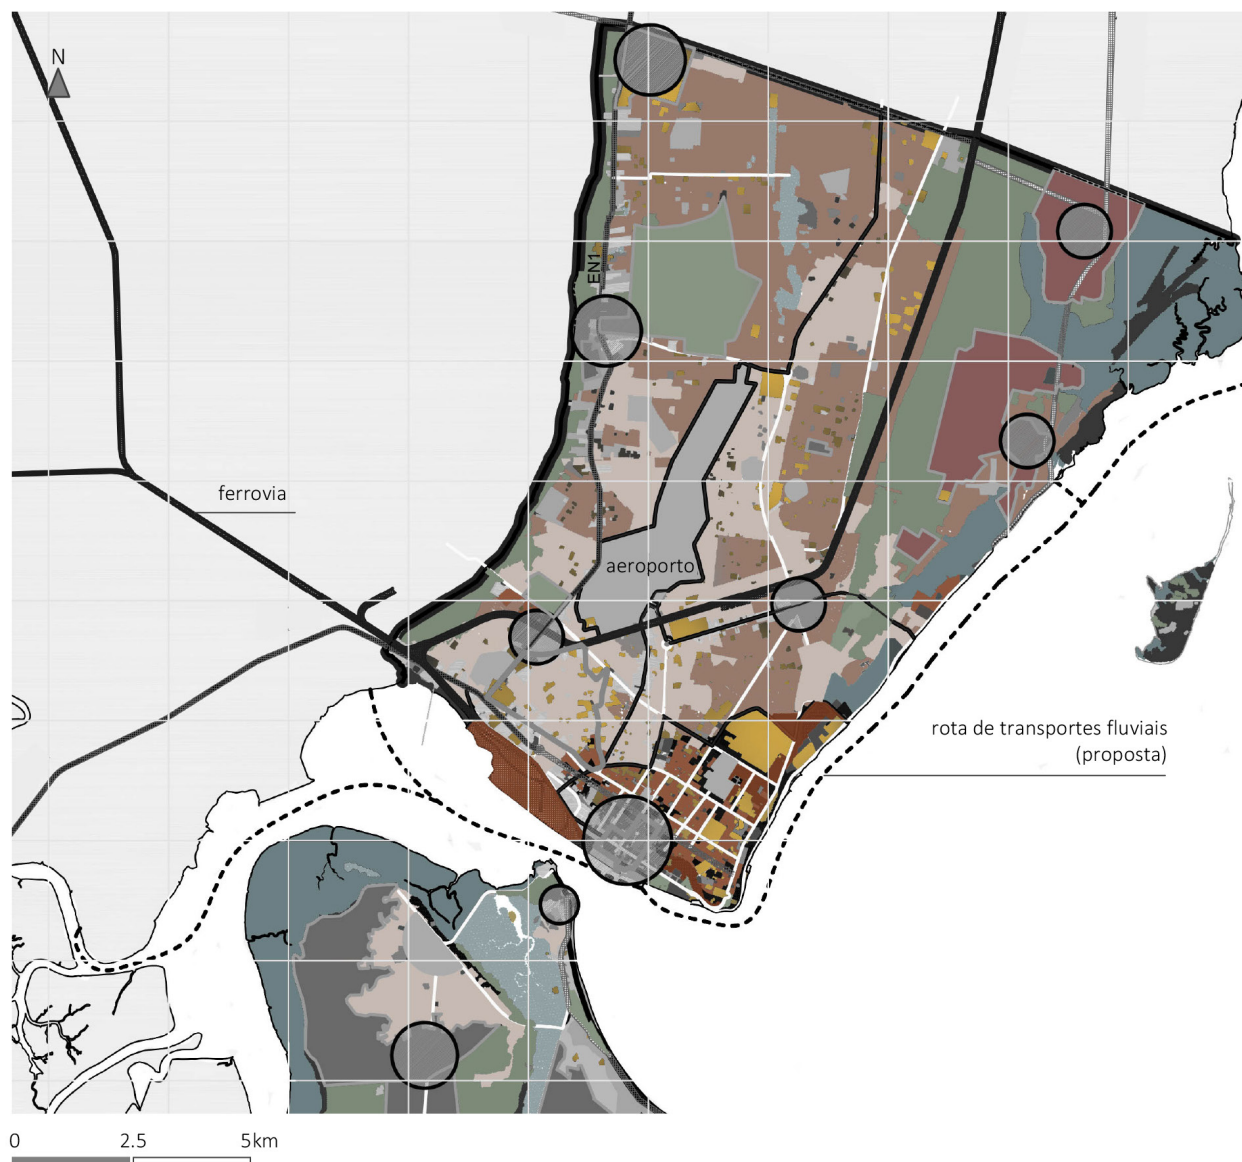 N
EN1
ferrovia
aeroporto
rota de transportes fluviais
(proposta)
0 2.5 5km